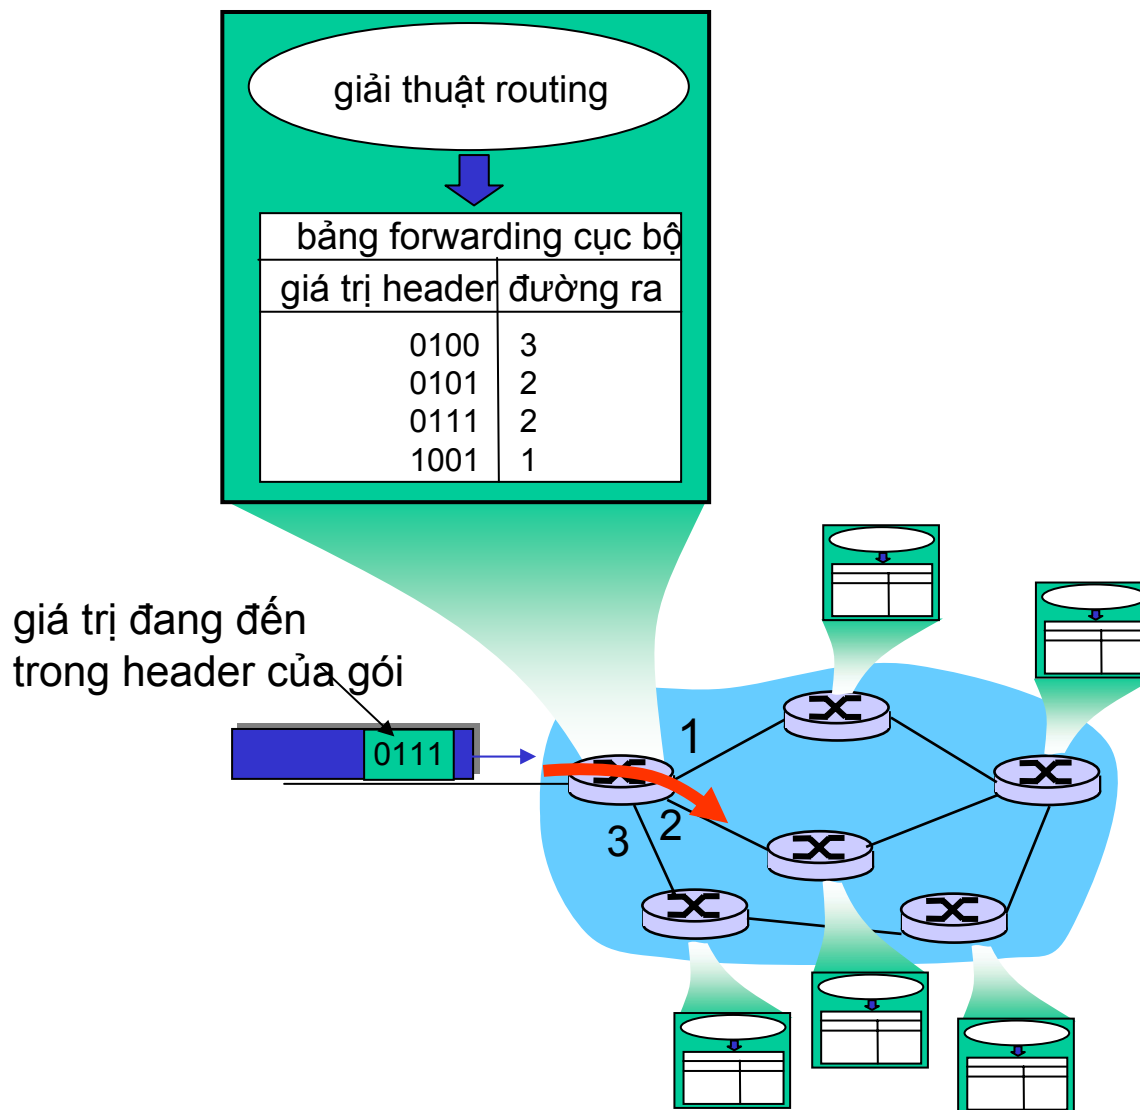 giải thuật routing
bảng forwarding cục bộ
giá trị header đường ra
0100 3
0101 2
0111 2
1001 1
giá trị đang đến
trong header của gói
0111
1
2
3